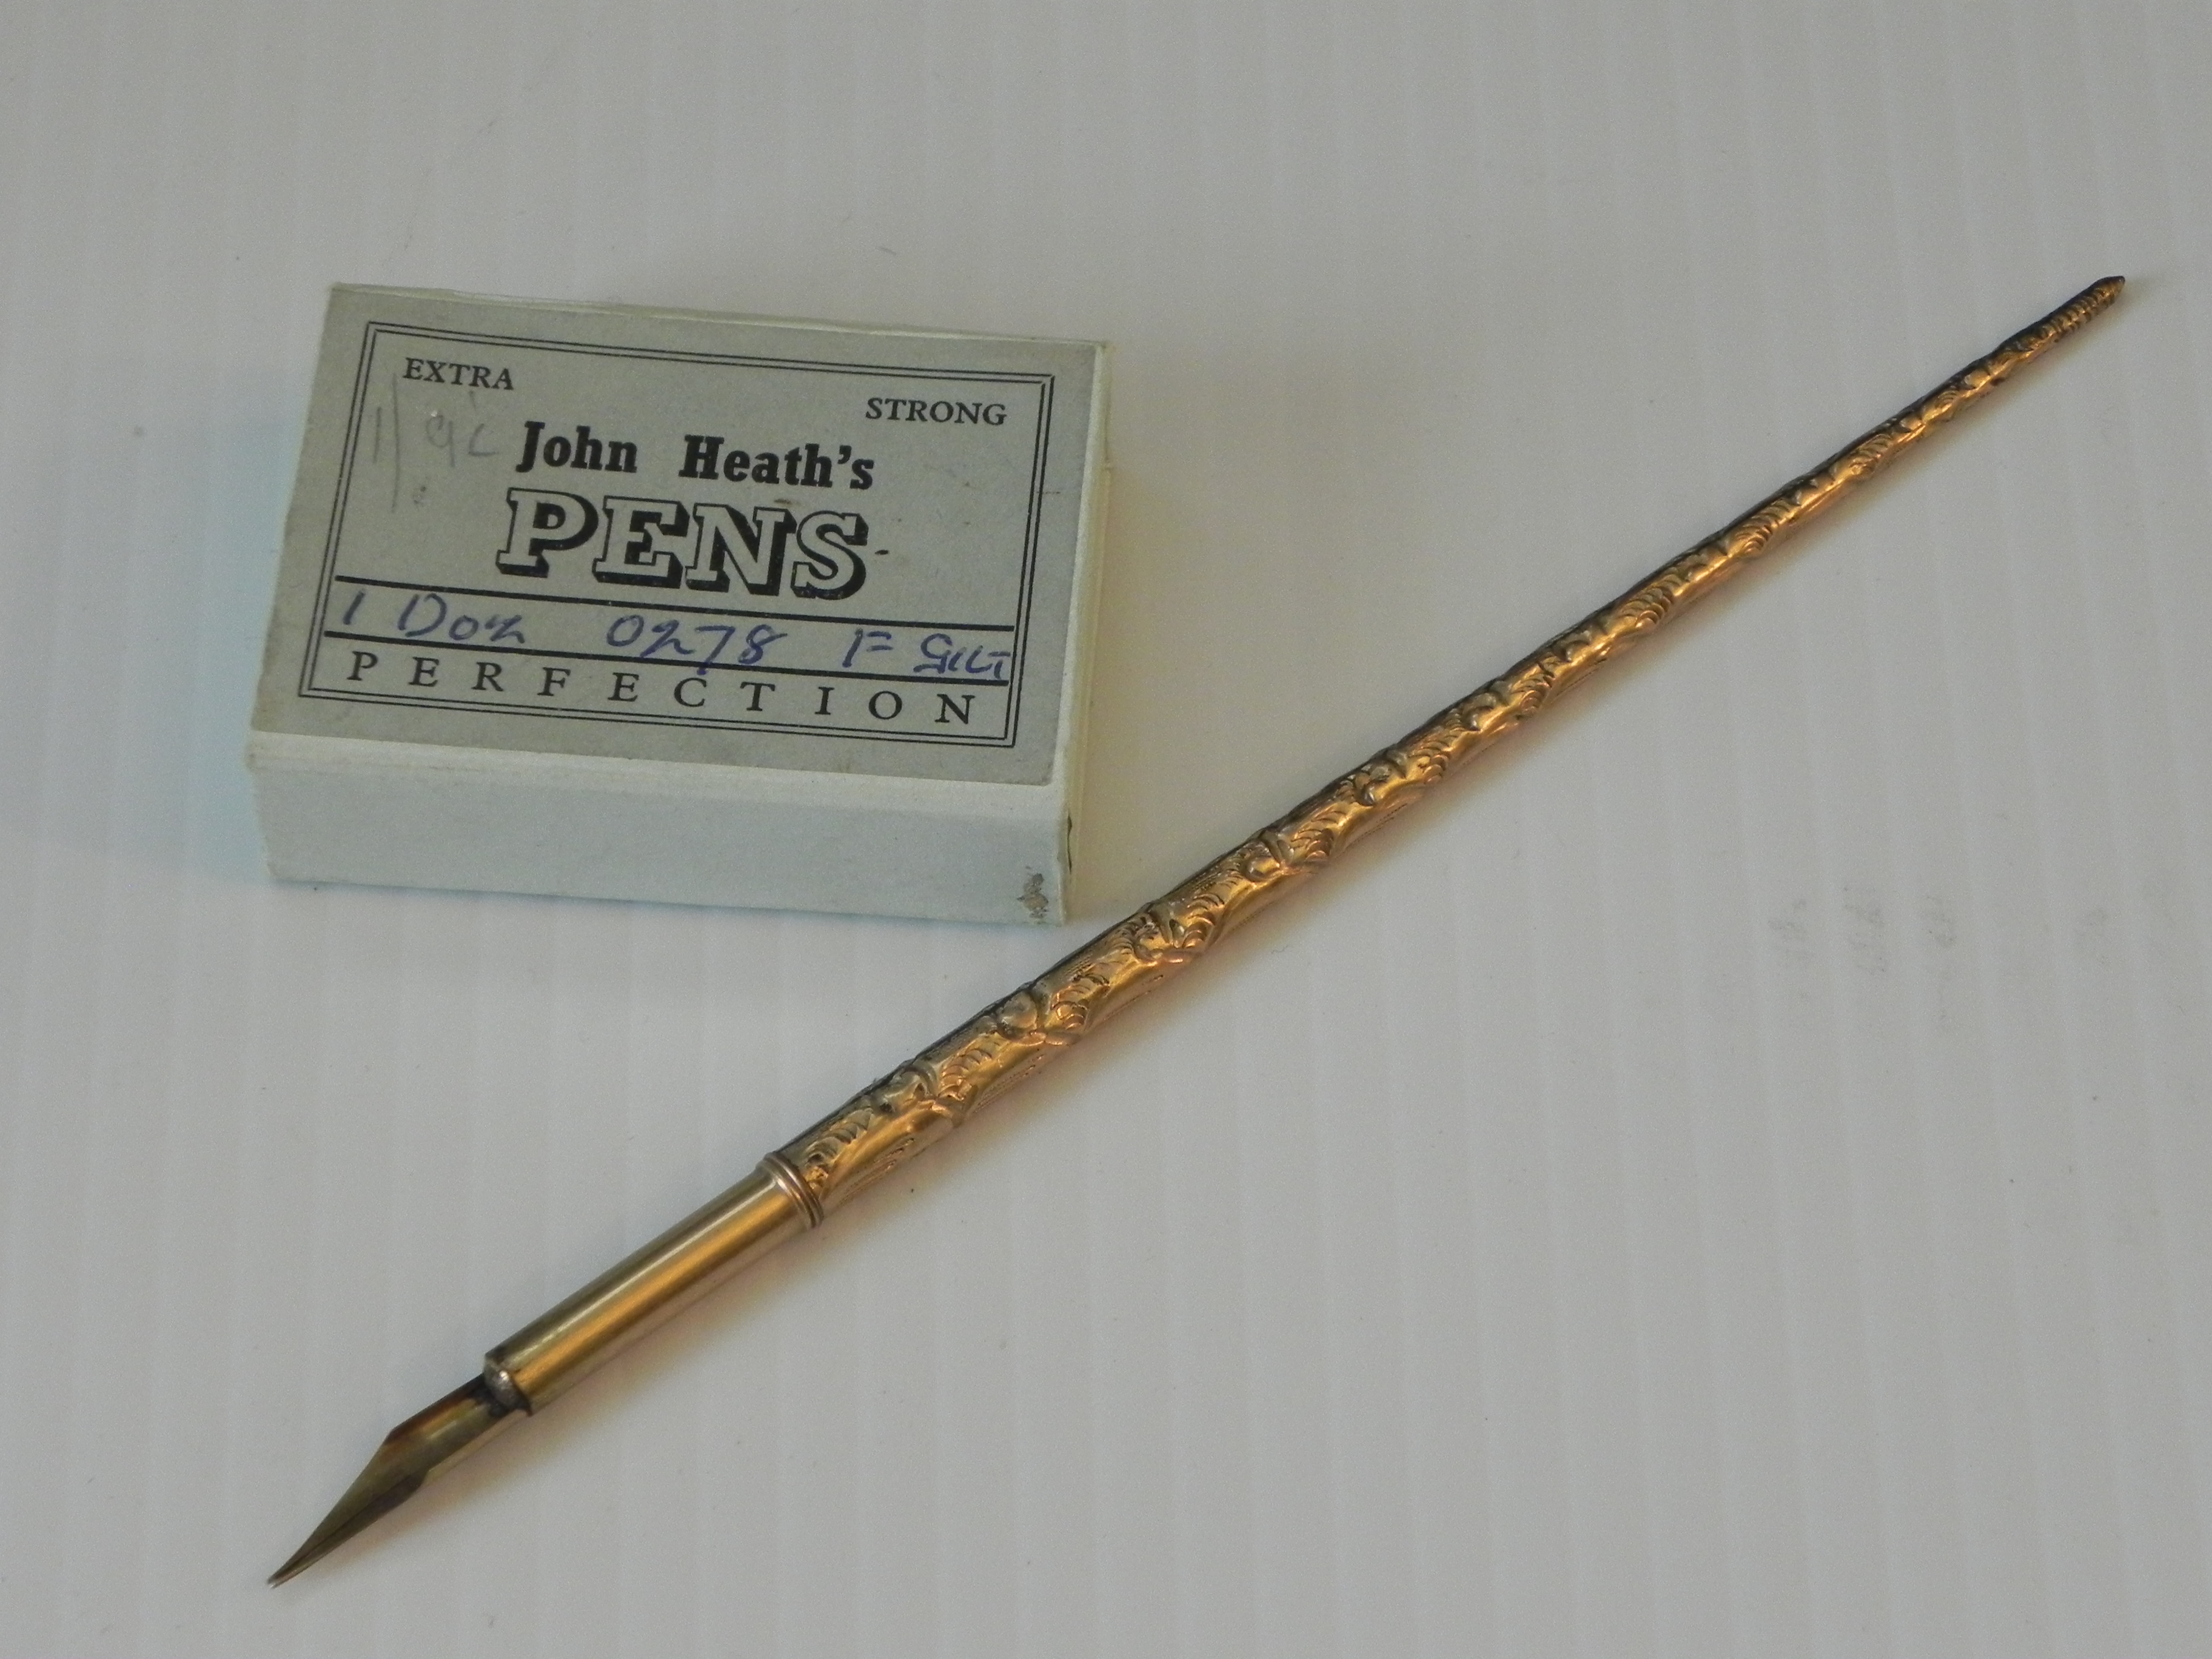 EXTRA
STRONG
John Heath's
PENS
1 Doz 0278 F GILT
PERFECTION